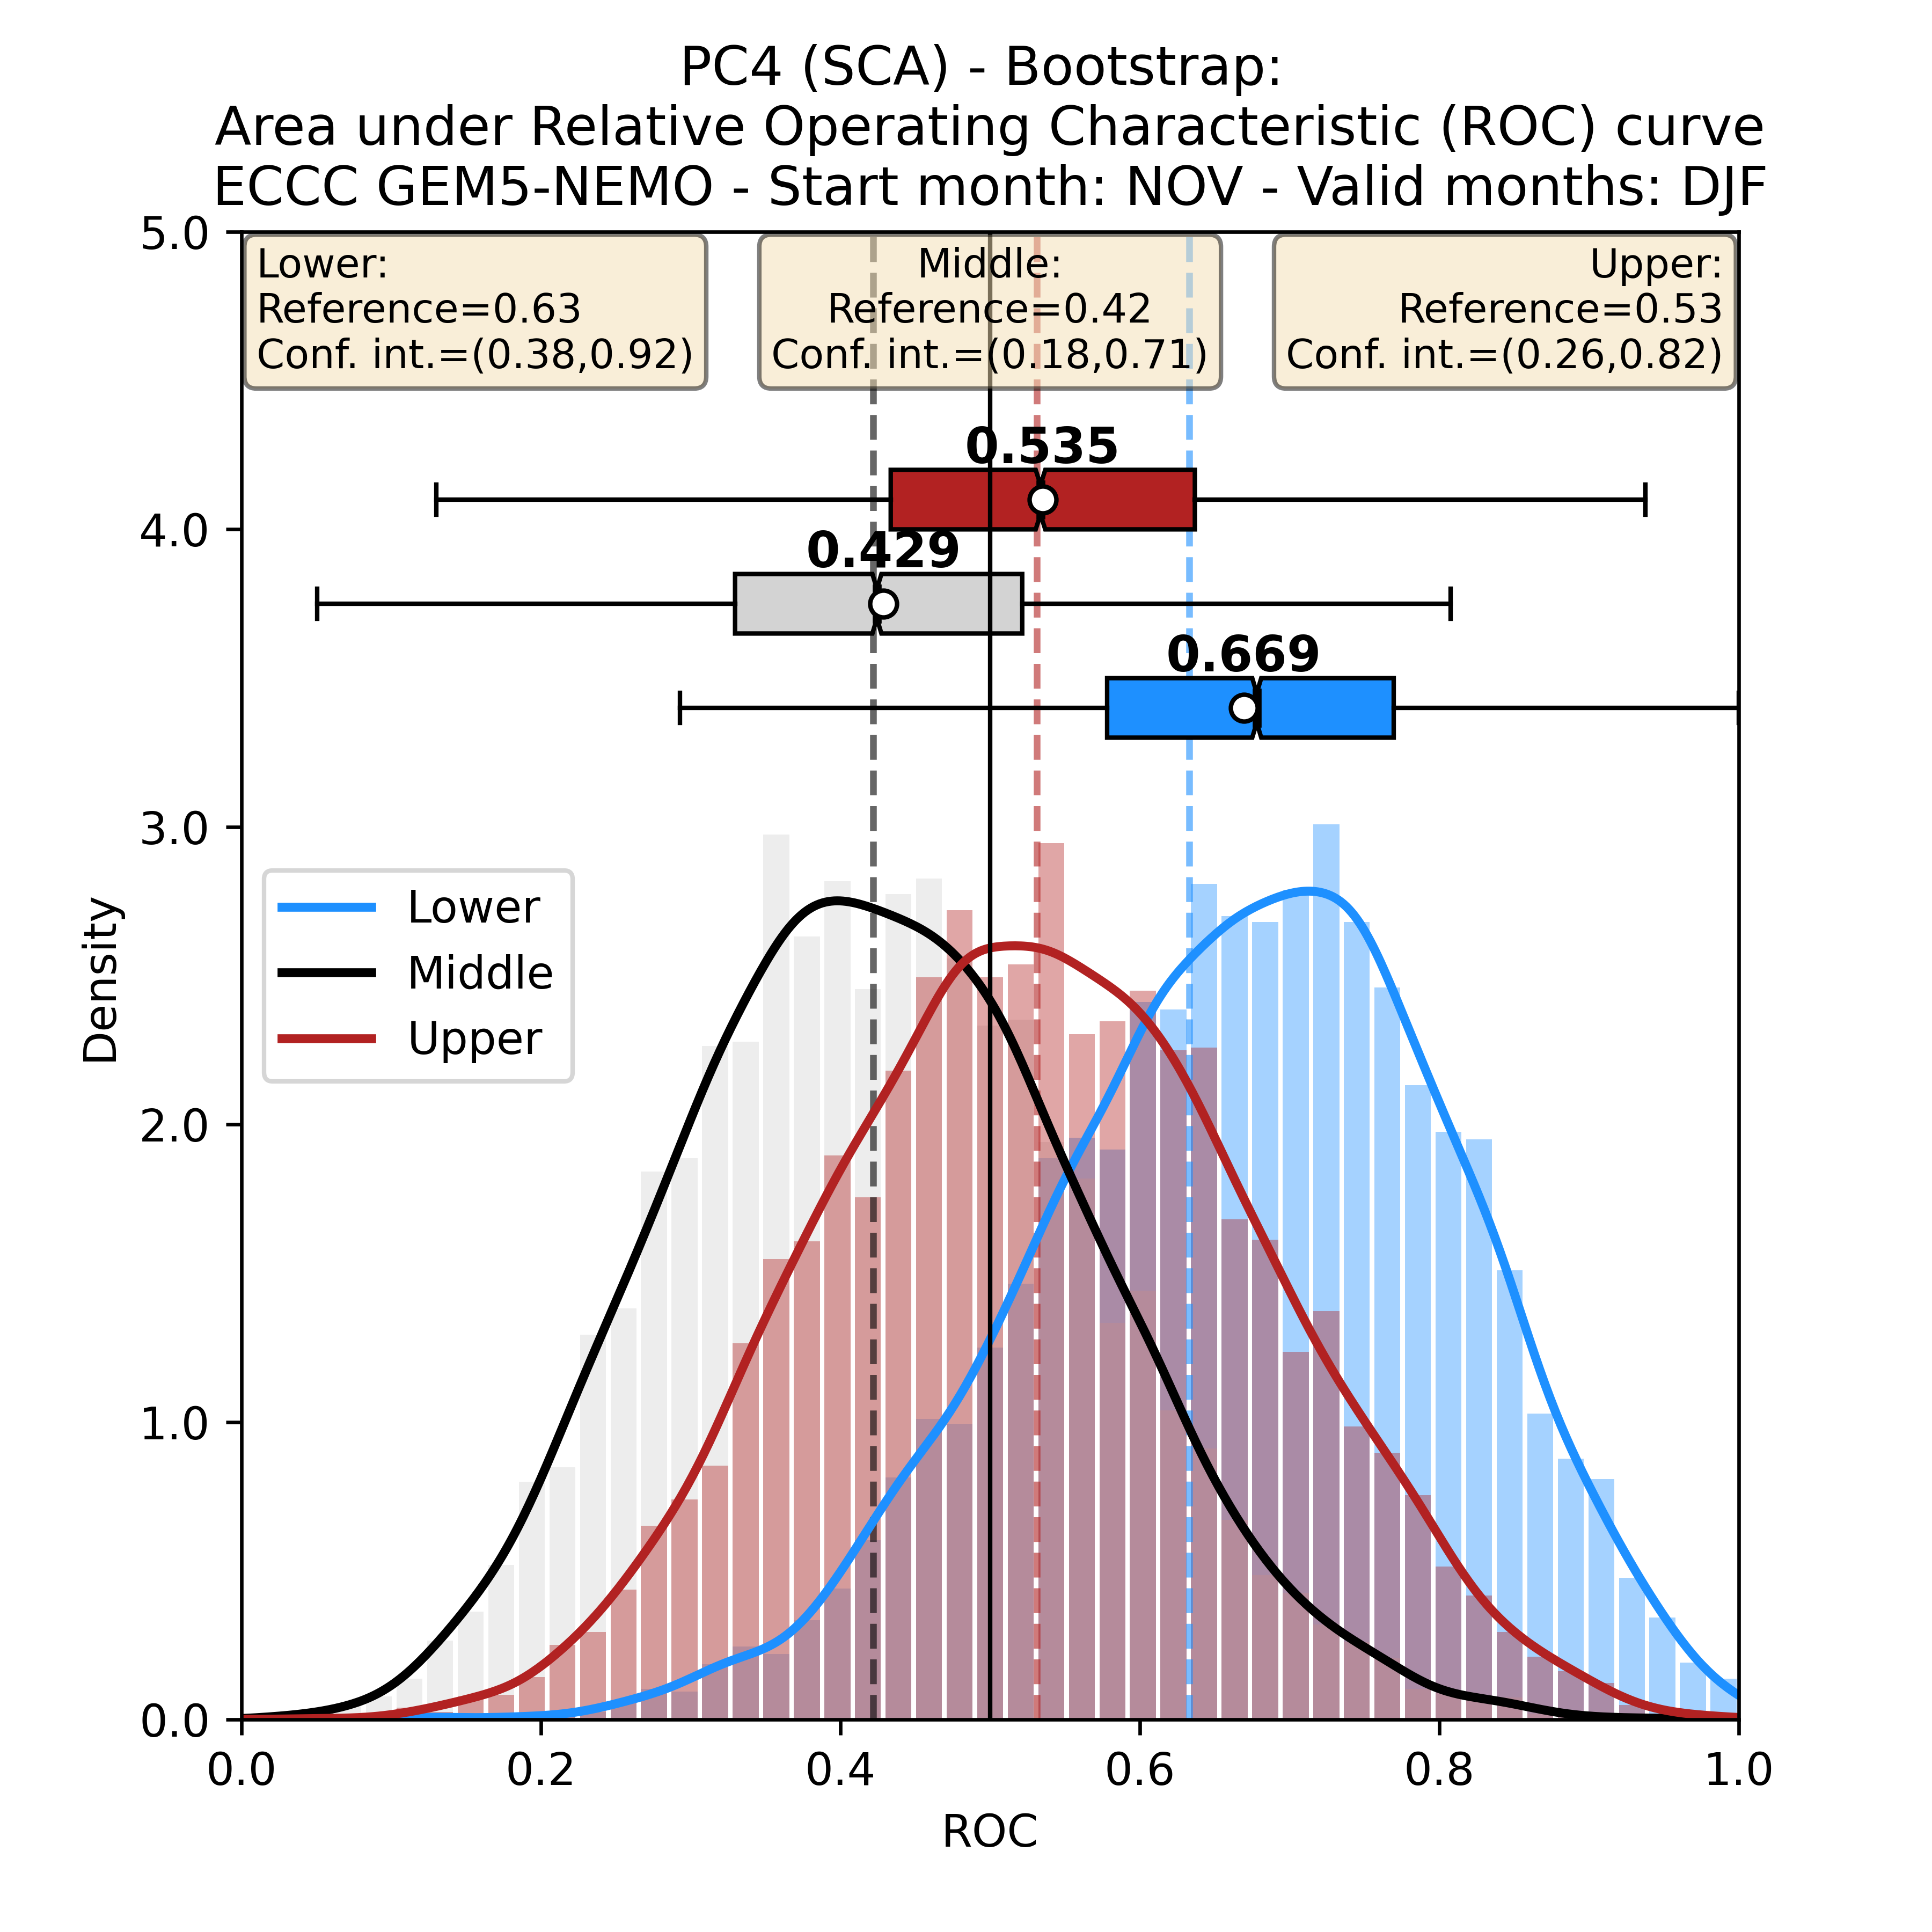 PC4 (SCA) - Bootstrap:
Area under Relative Operating Characteristic (ROC) curve
ECCC GEM5-NEMO - Start month: NOV - Valid months: DJF
Lower:
Reference=0.63
Conf. int.=(0.38,0.92)
Middle:
Reference=0.42
Conf. int.=(0.18,0.71)
Upper:
Reference=0.53
Conf. int.=(0.26,0.82)
0.535
0.429
0.669
Lower
Middle
Upper
Density
5.0
4.0
3.0
2.0
1.0
0.0
0.0
0.2
0.4
0.6
0.8
1.0
ROC